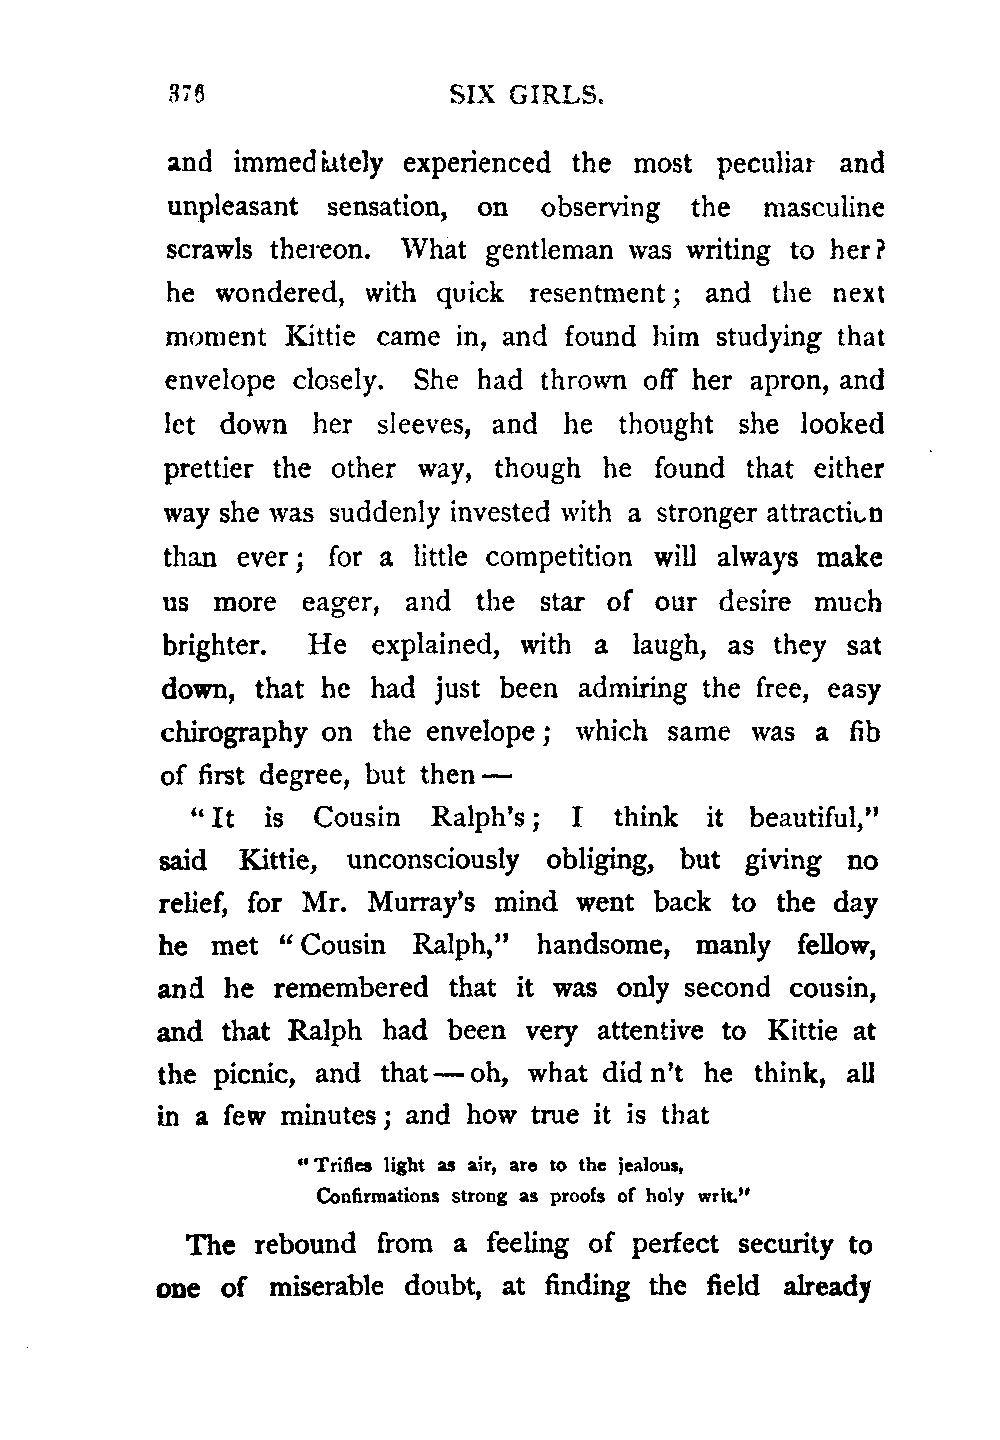 376 SIX GIRLS.
and immediately experienced the most peculiar and
unpleasant sensation, on observing the masculine
scrawls thereon. What gentleman was writing to her?
he wondered, with quick resentment; and the next
moment Kittie came in, and found him studying that
envelope closely. She had thrown off her apron, and
let down her sleeves, and he thought she looked
prettier the other way, though he found that either
way she was suddenly invested with a stronger attraction
than ever; for a little competition will always make
us more eager, and the star of our desire much
brighter. He explained, with a laugh, as they sat
down, that he had just been admiring the free, easy
chirography on the envelope; which same was a fib
of first degree, but then —
"It is Cousin Ralph's; I think it beautiful,"
said Kittie, unconsciously obliging, but giving no
relief, for Mr. Murray's mind went back to the day
he met "Cousin Ralph," handsome, manly fellow,
and he remembered that it was only second cousin,
and that Ralph had been very attentive to Kittie at
the picnic, and that — oh, what did n't he think, all
in a few minutes; and how true it is that
"Trifles light as air, are to the jealous,
Confirmations strong as proofs of holy writ."
The rebound from a feeling of perfect security to
one of miserable doubt, at finding the field already